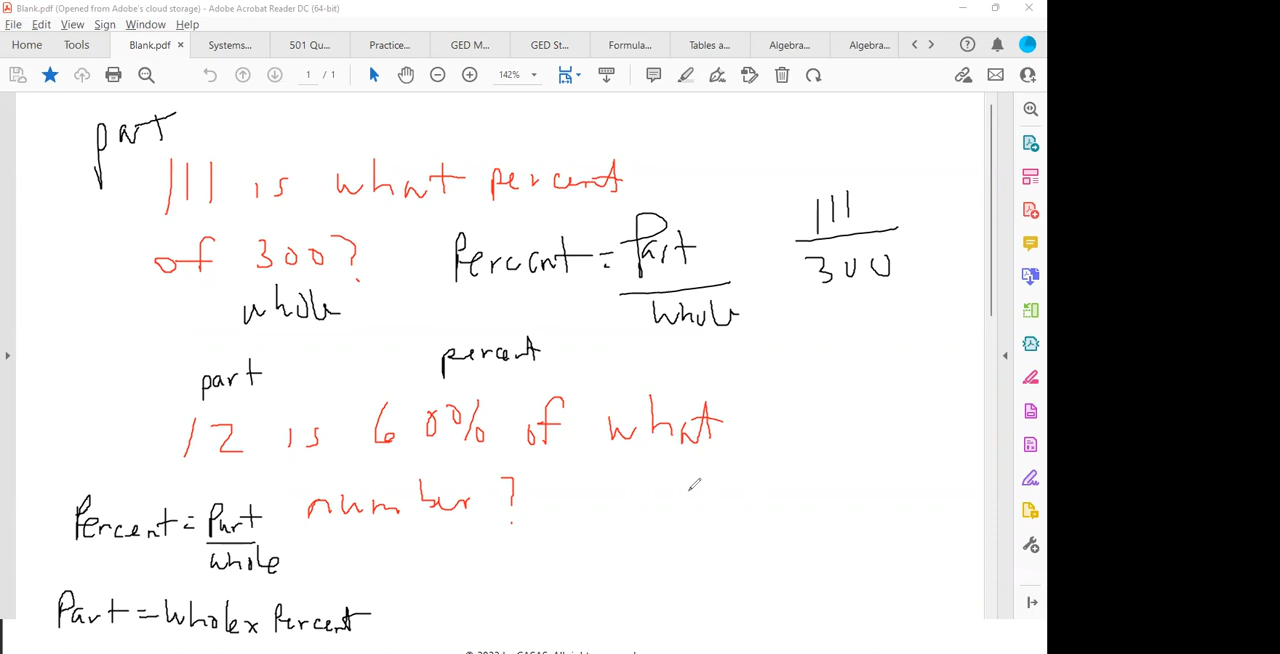 Blank.pdf (Opened from Adobe's cloud storage) - Adobe Acrobat Reader DC (64-bit)
File Edit View Sign Window Help
Home Tools Blank.pdf × Systems... 501 Qu... Practice... GED M... GED St... Formula... Tables a... Algebra... Algebra...
1 / 1 142%
part
111 is what percent
of 300?
whole
Percent = Part
whole
111
300
part
percent
12 is 60% of what
number?
Percent = Part
whole
Part = Whole x Percent